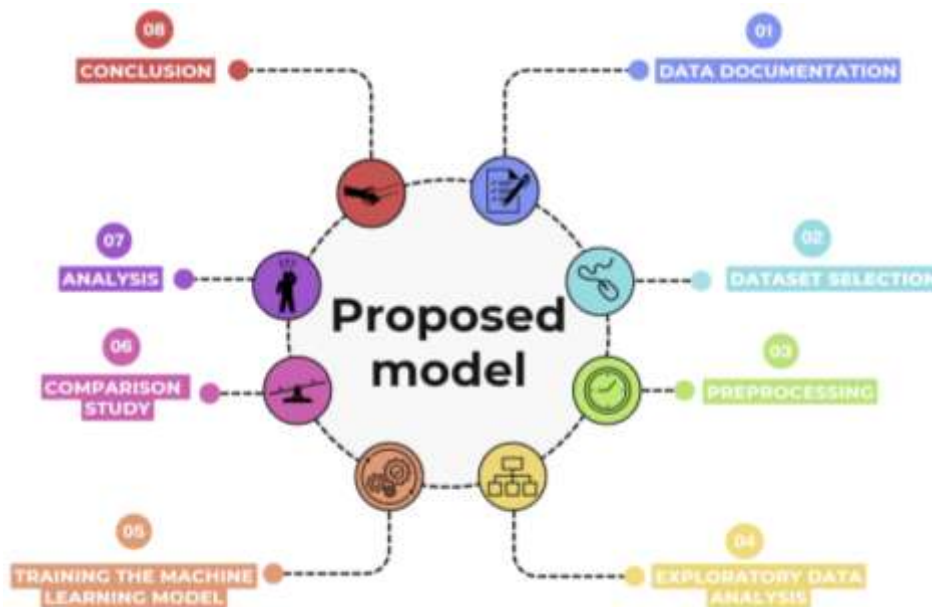 08
CONCLUSION
01
DATA DOCUMENTATION
07
ANALYSIS
02
DATASET SELECTION
Proposed
model
06
COMPARISON
STUDY
03
PREPROCESSING
05
TRAINING THE MACHINE
LEARNING MODEL
04
EXPLORATORY DATA
ANALYSIS